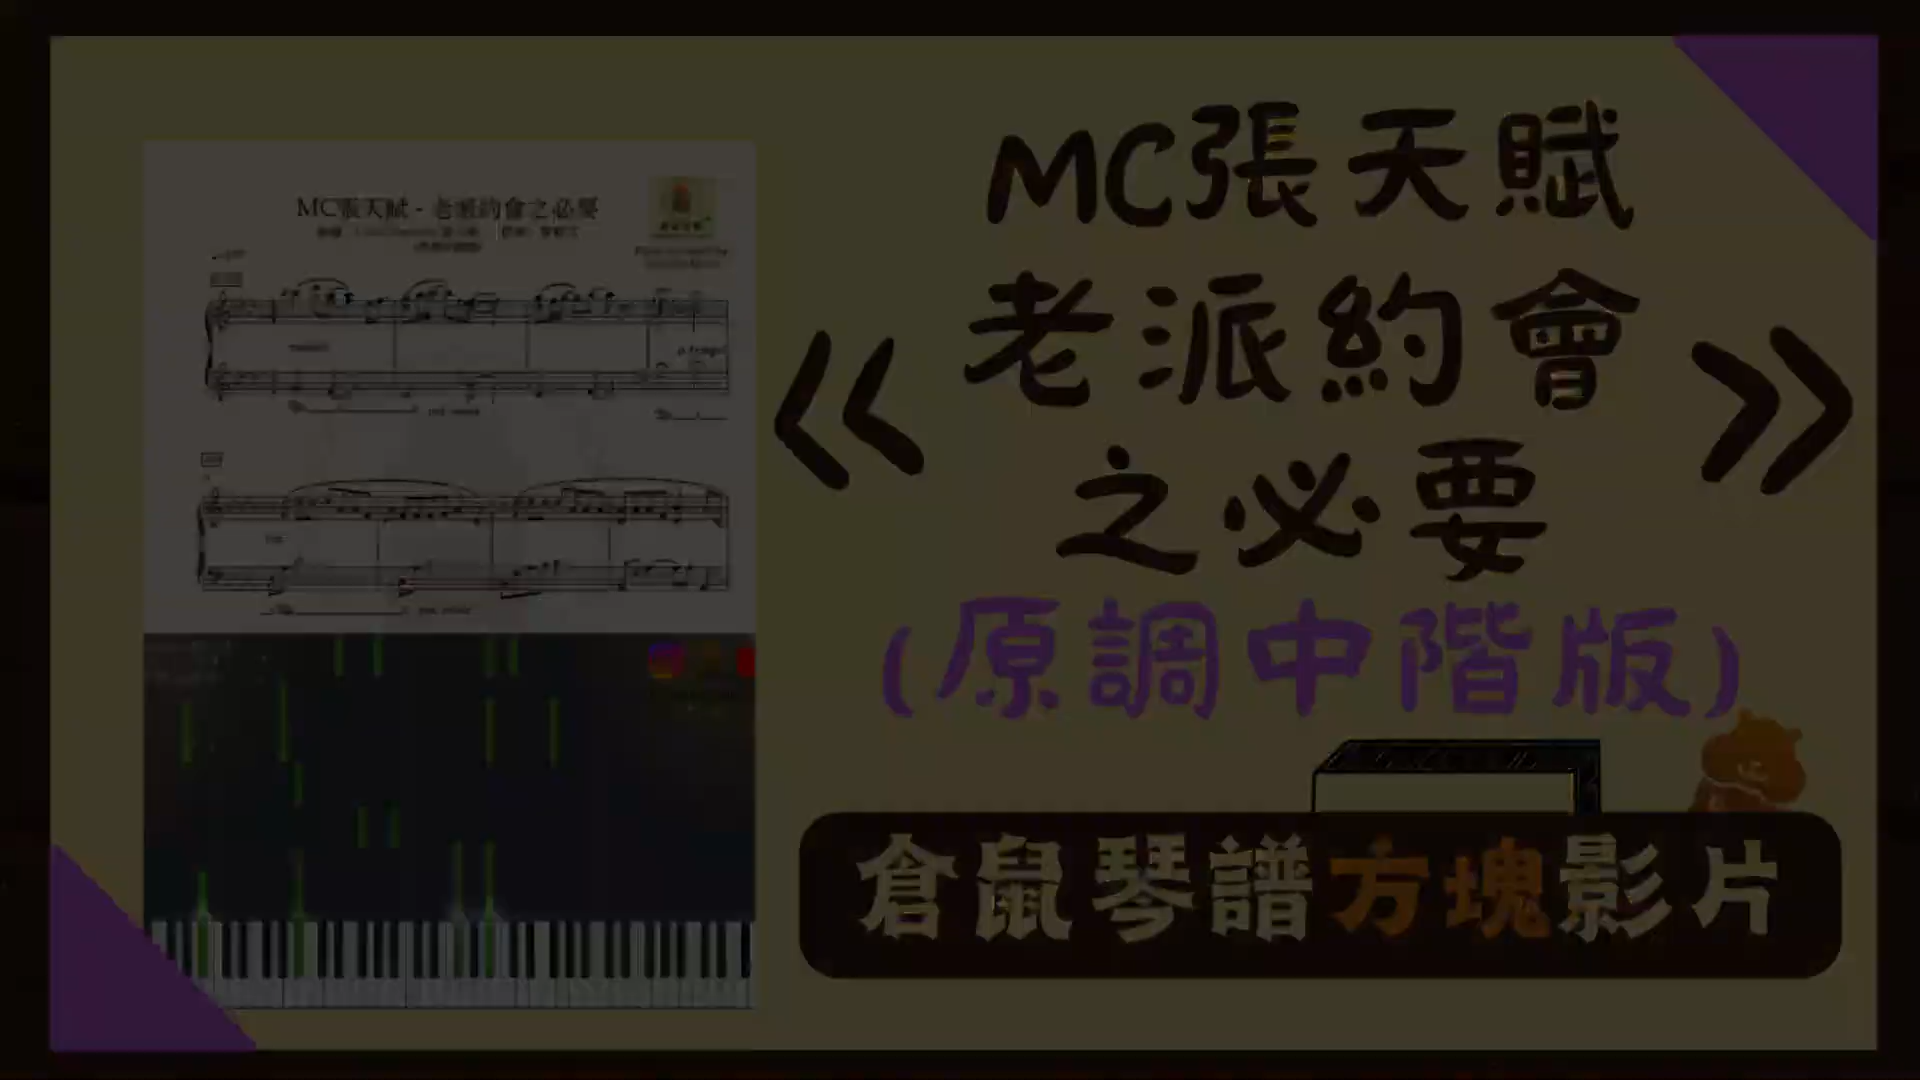 MC張天賦 - 老派約會之必要
a tempo
MC張天賦
《老派約會
之必要》
(原調中階版)
倉鼠琴譜方塊影片